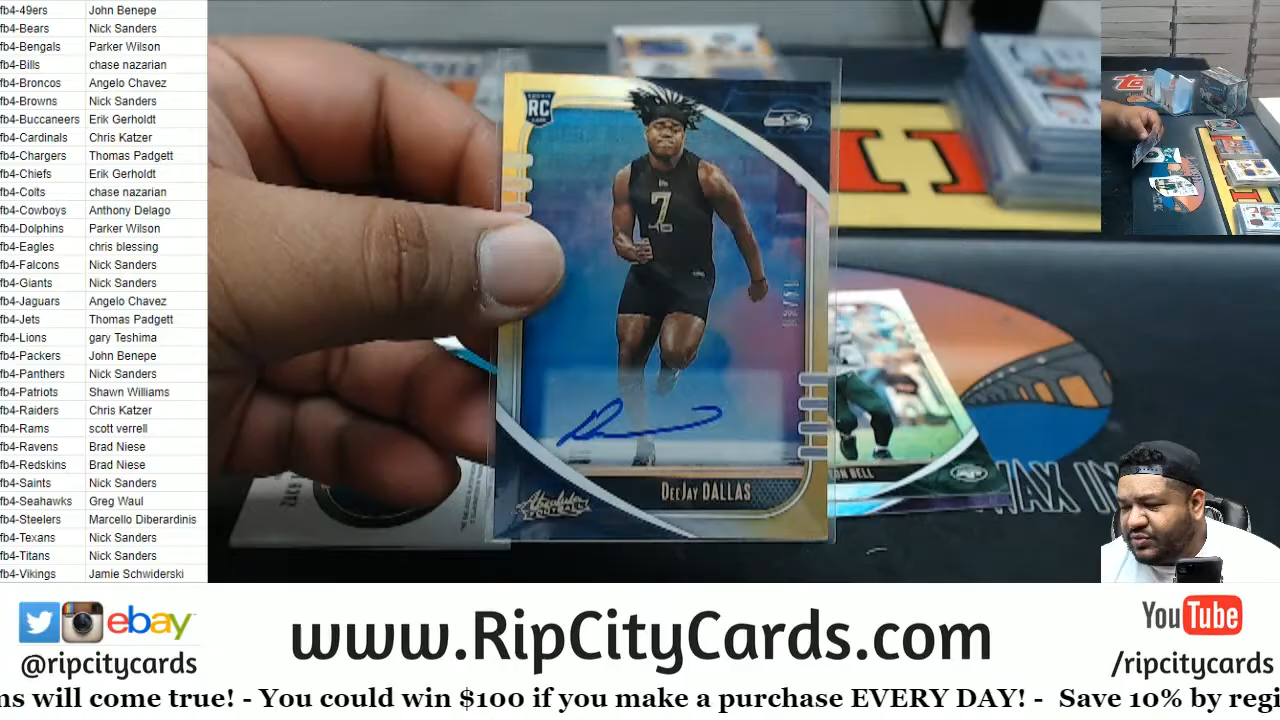 fb4-49ers John Benepe
fb4-Bears Nick Sanders
fb4-Bengals Parker Wilson
fb4-Bills chase nazarian
fb4-Broncos Angelo Chavez
fb4-Browns Nick Sanders
fb4-Buccaneers Erik Gerholdt
fb4-Cardinals Chris Katzer
fb4-Chargers Thomas Padgett
fb4-Chiefs Erik Gerholdt
fb4-Colts chase nazarian
fb4-Cowboys Anthony Delago
fb4-Dolphins Parker Wilson
fb4-Eagles chris blessing
fb4-Falcons Nick Sanders
fb4-Giants Nick Sanders
fb4-Jaguars Angelo Chavez
fb4-Jets Thomas Padgett
fb4-Lions gary Teshima
fb4-Packers John Benepe
fb4-Panthers Nick Sanders
fb4-Patriots Shawn Williams
fb4-Raiders Chris Katzer
fb4-Rams scott verrell
fb4-Ravens Brad Niese
fb4-Redskins Brad Niese
fb4-Saints Nick Sanders
fb4-Seahawks Greg Waul
fb4-Steelers Marcello Diberardinis
fb4-Texans Nick Sanders
fb4-Titans Nick Sanders
fb4-Vikings Jamie Schwiderski
RC
7
DEEJAY DALLAS
Absolute
FOOTBALL
BELL
WAX IN
ebay
@ripcitycards
www.RipCityCards.com
YouTube
/ripcitycards
ns will come true! - You could win $100 if you make a purchase EVERY DAY! - Save 10% by regi